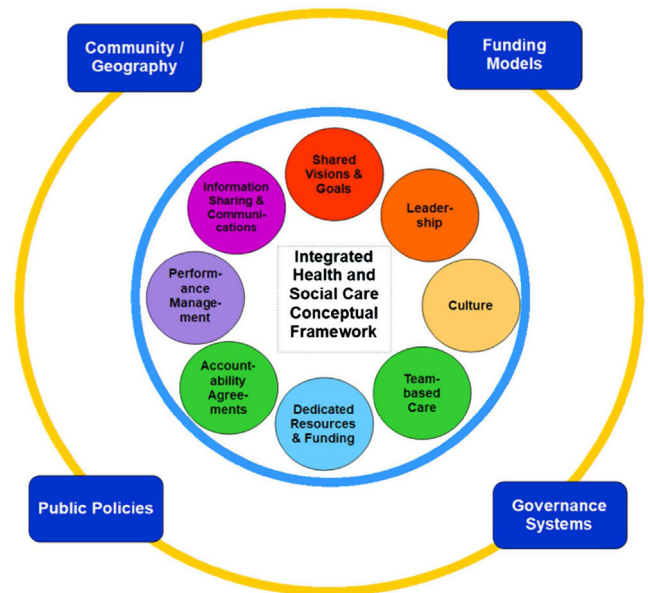 Community /
Geography
Funding
Models
Shared
Visions &
Goals
Information
Sharing &
Communi-
cations
Leader-
ship
Integrated
Health and
Social Care
Conceptual
Framework
Perform-
ance
Manage-
ment
Culture
Account-
ability
Agree-
ments
Team-
based
Care
Dedicated
Resources
& Funding
Public Policies
Governance
Systems